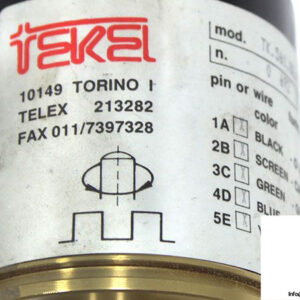 TEKEL
10149 TORINO I
TELEX 213282
FAX 011/7397328
mod.
n.
pin or wire
color
1A X BLACK
2B X SCREEN
3C X GREEN
4D X BLUE
5E X